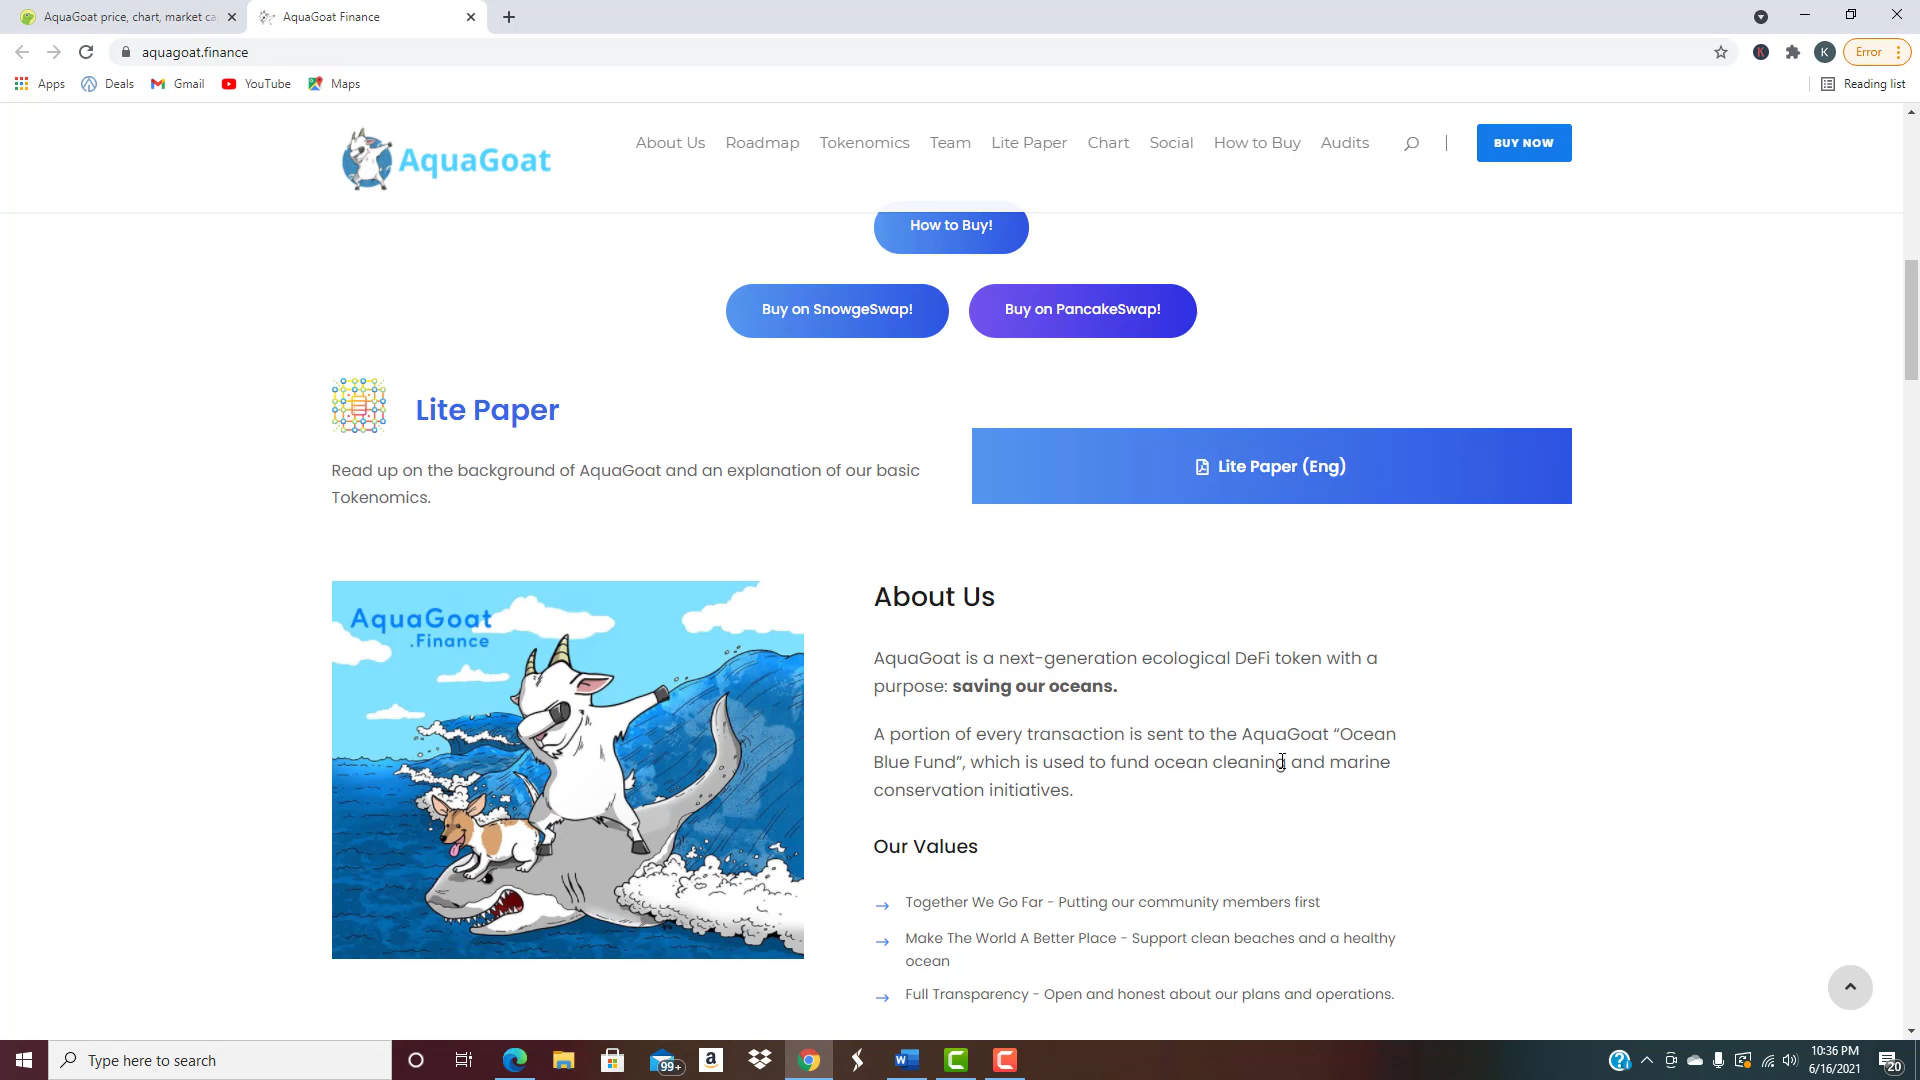 AquaGoat price, chart, market ca
AquaGoat Finance
aquagoat.finance
K
K
Error
Apps
Deals
Gmail
YouTube
Maps
Reading list
AquaGoat
About Us
Roadmap
Tokenomics
Team
Lite Paper
Chart
Social
How to Buy
Audits
BUY NOW
How to Buy!
Buy on SnowgeSwap!
Buy on PancakeSwap!
Lite Paper
Read up on the background of AquaGoat and an explanation of our basic
Tokenomics.
Lite Paper (Eng)
AquaGoat
.Finance
About Us
AquaGoat is a next-generation ecological DeFi token with a
purpose: saving our oceans.
A portion of every transaction is sent to the AquaGoat “Ocean
Blue Fund”, which is used to fund ocean cleaning and marine
conservation initiatives.
Our Values
Together We Go Far - Putting our community members first
Make The World A Better Place - Support clean beaches and a healthy
ocean
Full Transparency - Open and honest about our plans and operations.
Type here to search
99+
10:36 PM
6/16/2021
20